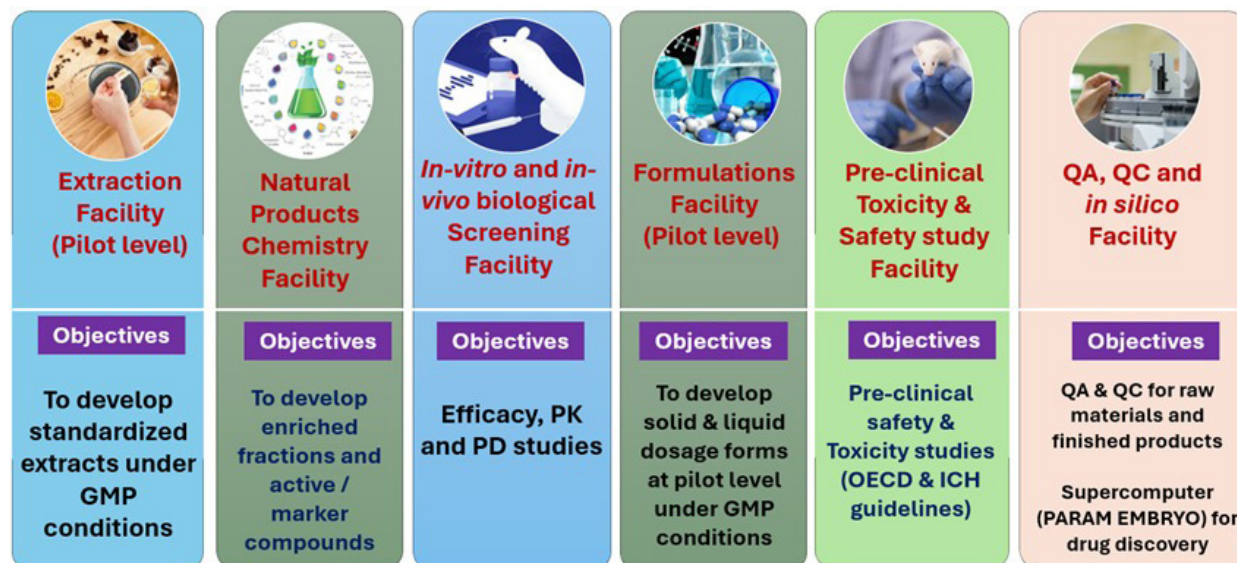 Extraction
Facility
(Pilot level)
Objectives
To develop
standardized
extracts under
GMP
conditions
Natural
Products
Chemistry
Facility
Objectives
To develop
enriched
fractions and
active /
marker
compounds
In-vitro and in-
vivo biological
Screening
Facility
Objectives
Efficacy, PK
and PD studies
Formulations
Facility
(Pilot level)
Objectives
To develop
solid & liquid
dosage forms
at pilot level
under GMP
conditions
Pre-clinical
Toxicity &
Safety study
Facility
Objectives
Pre-clinical
safety &
Toxicity studies
(OECD & ICH
guidelines)
QA, QC and
in silico
Facility
Objectives
QA & QC for raw
materials and
finished products
Supercomputer
(PARAM EMBRYO) for
drug discovery